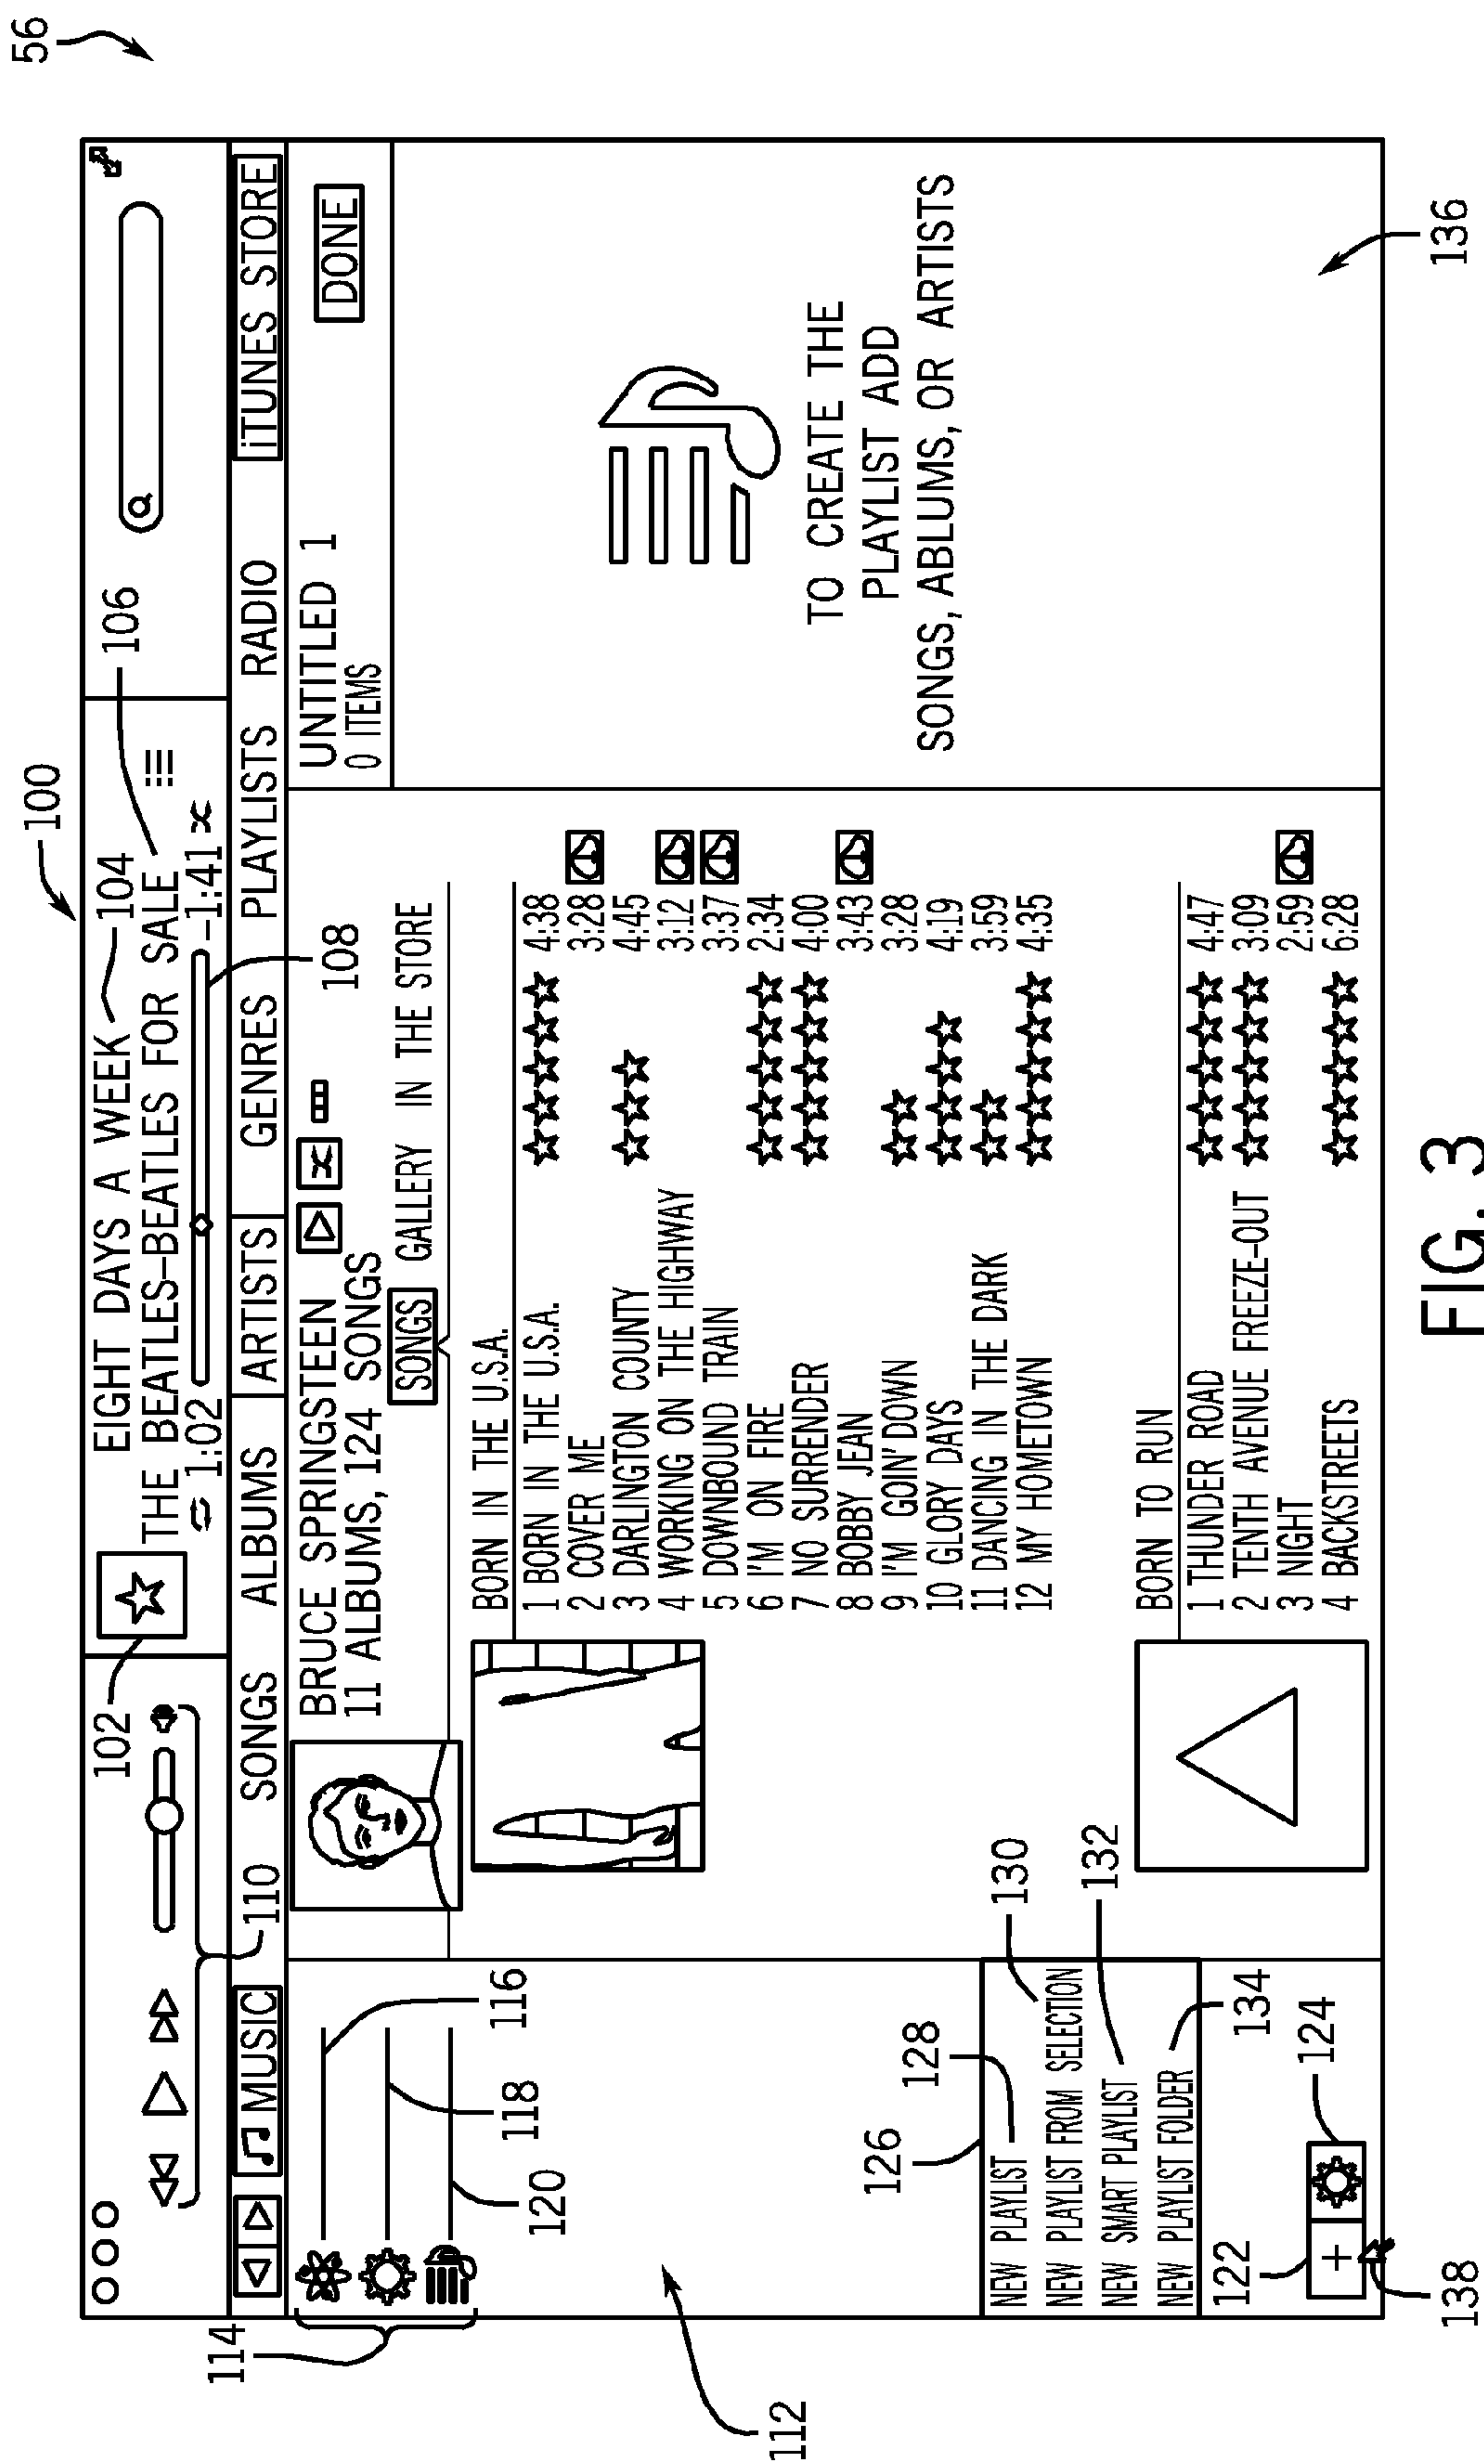 56
100
102
EIGHT DAYS A WEEK
104
THE BEATLES-BEATLES FOR SALE
106
1:02
-1:41
108
110
MUSIC
SONGS
ALBUMS
ARTISTS
GENRES
PLAYLISTS
RADIO
iTUNES STORE
114
116
118
120
112
BRUCE SPRINGSTEEN
11 ALBUMS, 124 SONGS
SONGS GALLERY IN THE STORE
BORN IN THE U.S.A.
1 BORN IN THE U.S.A. 4:38
2 COVER ME 3:28
3 DARLINGTON COUNTY 4:45
4 WORKING ON THE HIGHWAY 3:12
5 DOWNBOUND TRAIN 3:37
6 I'M ON FIRE 2:34
7 NO SURRENDER 4:00
8 BOBBY JEAN 3:43
9 I'M GOIN' DOWN 3:28
10 GLORY DAYS 4:19
11 DANCING IN THE DARK 3:59
12 MY HOMETOWN 4:35
BORN TO RUN
1 THUNDER ROAD 4:47
2 TENTH AVENUE FREEZE-OUT 3:09
3 NIGHT 2:59
4 BACKSTREETS 6:28
UNTITLED 1
0 ITEMS
DONE
TO CREATE THE
PLAYLIST ADD
SONGS, ABLUMS, OR ARTISTS
126
128
130
132
134
NEW PLAYLIST
NEW PLAYLIST FROM SELECTION
NEW SMART PLAYLIST
NEW PLAYLIST FOLDER
122
+
124
138
136
FIG. 3